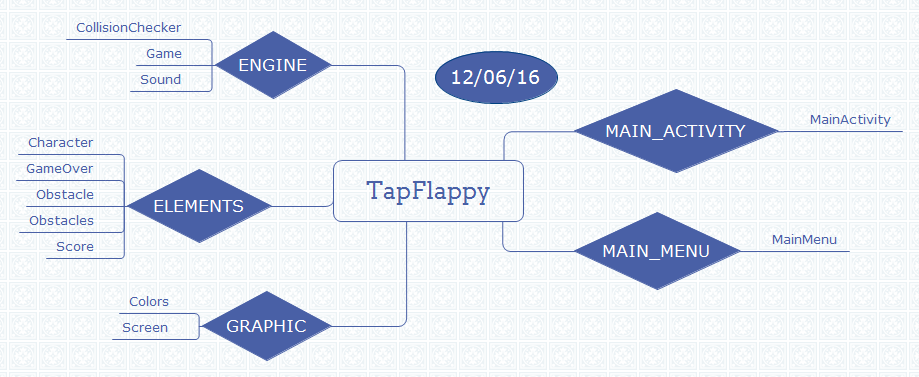 CollisionChecker
Game
Sound
ENGINE
12/06/16
MAIN_ACTIVITY
MainActivity
Character
GameOver
Obstacle
Obstacles
Score
ELEMENTS
TapFlappy
MAIN_MENU
MainMenu
Colors
Screen
GRAPHIC